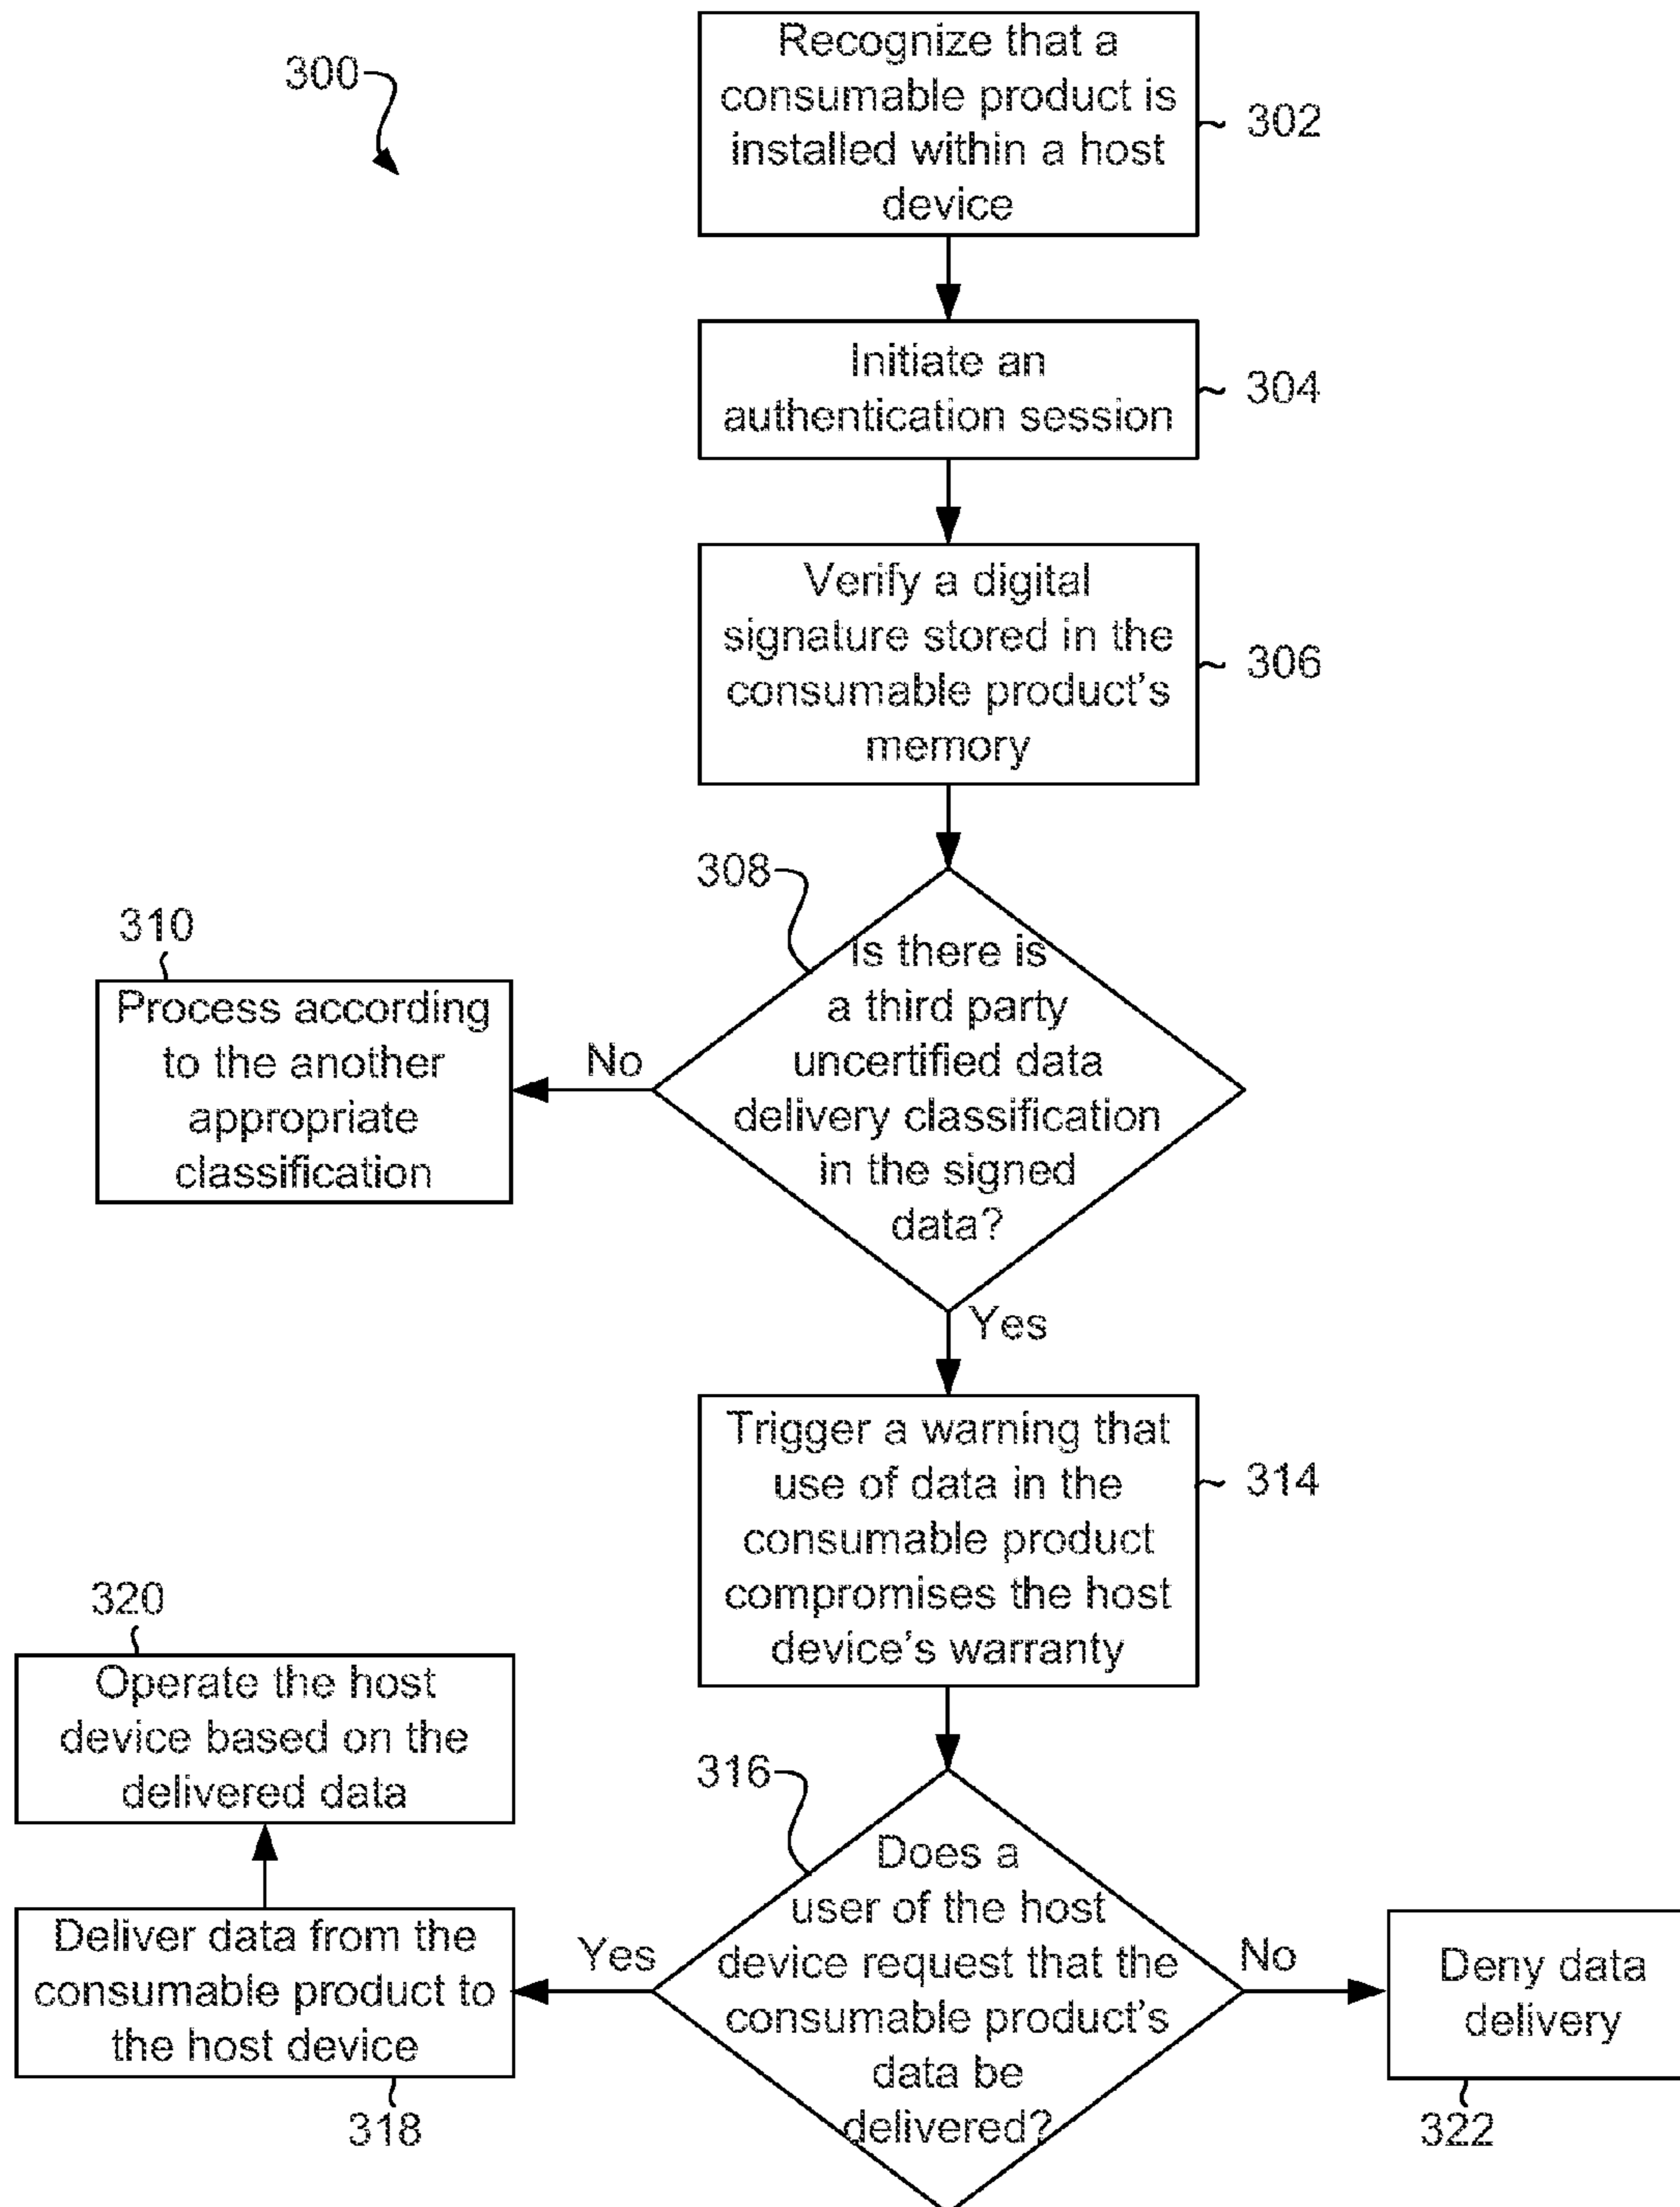 300
Recognize that a
consumable product is
installed within a host
device
302
Initiate an
authentication session
304
Verify a digital
signature stored in the
consumable product's
memory
306
308
Is there is
a third party
uncertified data
delivery classification
in the signed
data?
No
310
Process according
to the another
appropriate
classification
Yes
Trigger a warning that
use of data in the
consumable product
compromises the host
device's warranty
314
316
Does a
user of the host
device request that the
consumable product's
data be
delivered?
Yes
No
320
Operate the host
device based on the
delivered data
Deliver data from the
consumable product to
the host device
318
Deny data
delivery
322